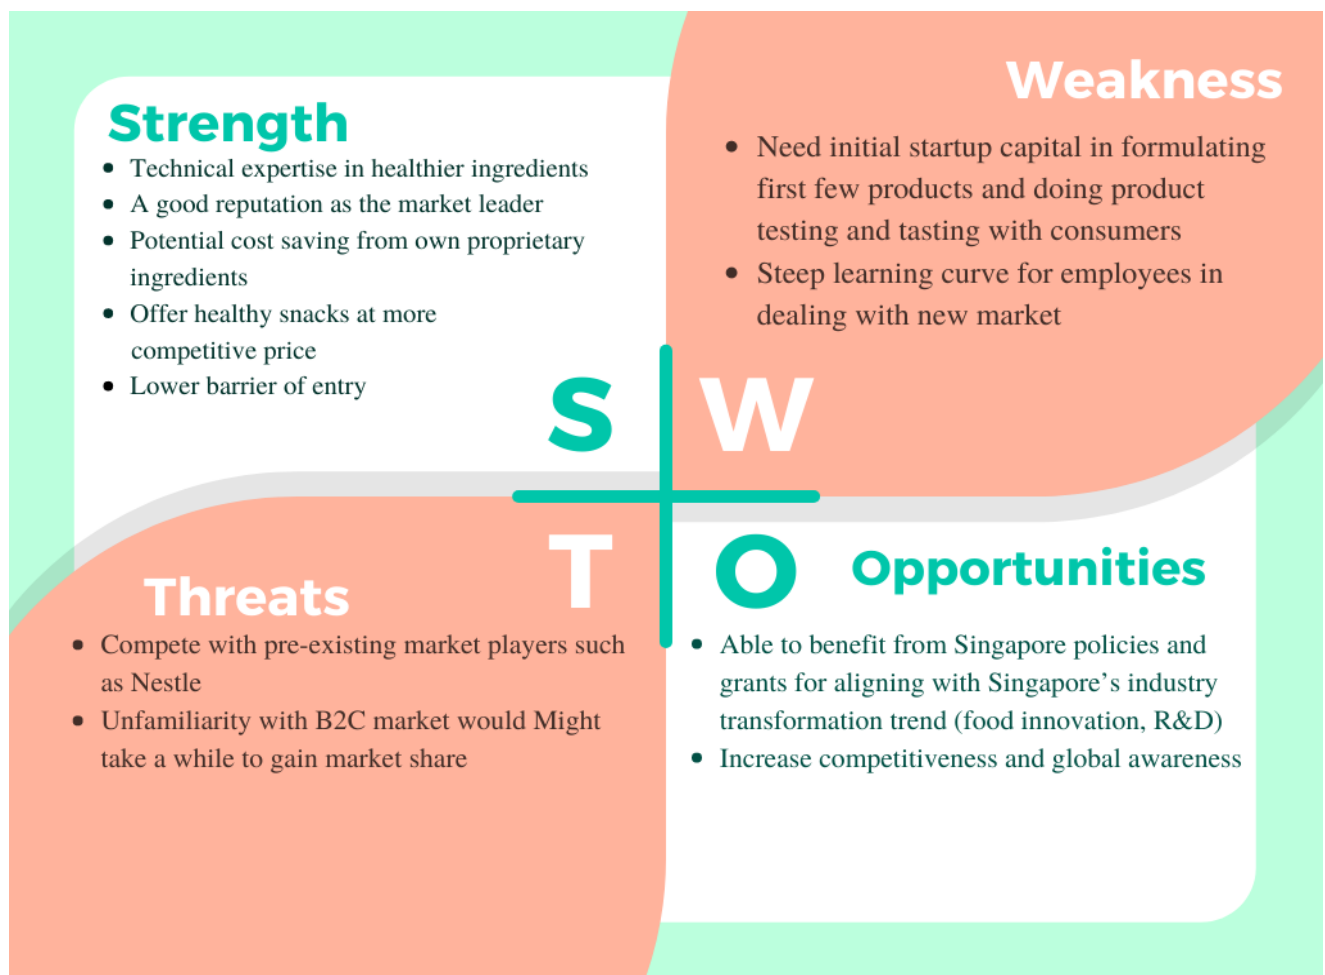 Strength
• Technical expertise in healthier ingredients
• A good reputation as the market leader
• Potential cost saving from own proprietary
ingredients
• Offer healthy snacks at more
competitive price
• Lower barrier of entry
Weakness
• Need initial startup capital in formulating
first few products and doing product
testing and tasting with consumers
• Steep learning curve for employees in
dealing with new market
S
W
T
O
Threats
• Compete with pre-existing market players such
as Nestle
• Unfamiliarity with B2C market would Might
take a while to gain market share
Opportunities
• Able to benefit from Singapore policies and
grants for aligning with Singapore’s industry
transformation trend (food innovation, R&D)
• Increase competitiveness and global awareness